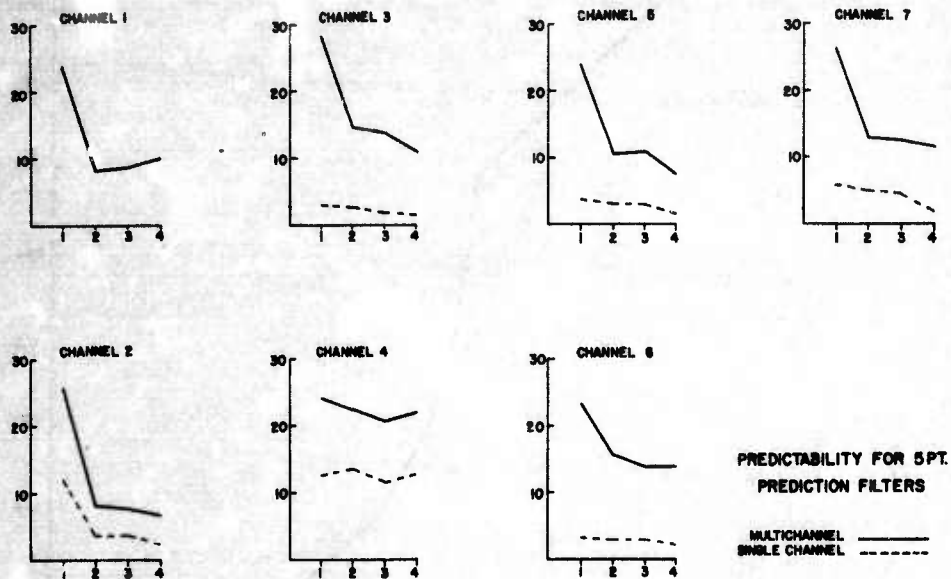 CHANNEL 1
30
20
10
1 2 3 4
CHANNEL 3
30
20
10
1 2 3 4
CHANNEL 5
30
20
10
1 2 3 4
CHANNEL 7
30
20
10
1 2 3 4
CHANNEL 2
30
20
10
1 2 3 4
CHANNEL 4
30
20
10
1 2 3 4
CHANNEL 6
30
20
10
1 2 3 4
PREDICTABILITY FOR 5 PT.
PREDICTION FILTERS
MULTICHANNEL
SINGLE CHANNEL